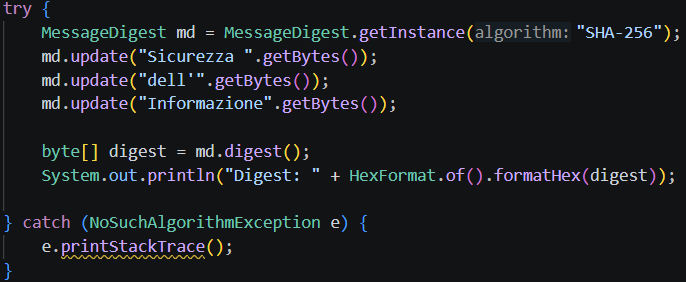 try {
    MessageDigest md = MessageDigest.getInstance(algorithm: "SHA-256");
    md.update("Sicurezza ".getBytes());
    md.update("dell'".getBytes());
    md.update("Informazione".getBytes());

    byte[] digest = md.digest();
    System.out.println("Digest: " + HexFormat.of().formatHex(digest));

} catch (NoSuchAlgorithmException e) {
    e.printStackTrace();
}